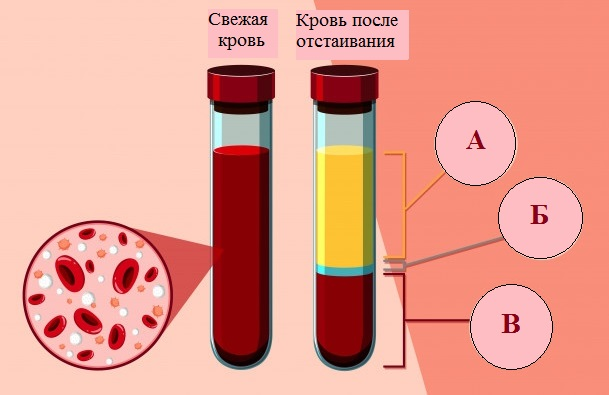 Свежая
кровь
Кровь после
отстаивания
А
Б
В